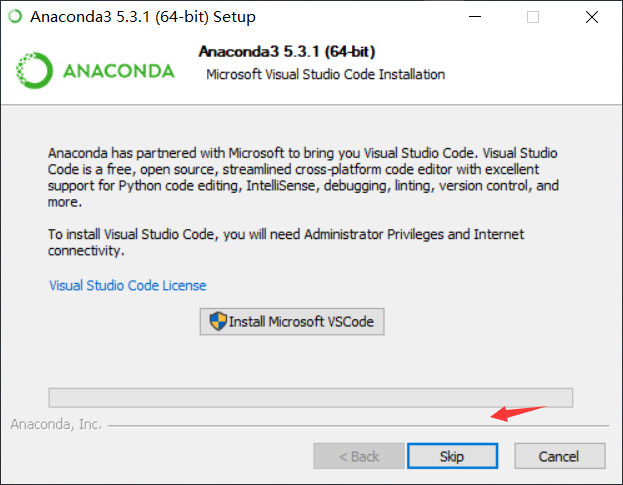 Anaconda3 5.3.1 (64-bit) Setup
Anaconda3 5.3.1 (64-bit)
Microsoft Visual Studio Code Installation
ANACONDA
Anaconda has partnered with Microsoft to bring you Visual Studio Code. Visual Studio
Code is a free, open source, streamlined cross-platform code editor with excellent
support for Python code editing, IntelliSense, debugging, linting, version control, and
more.
To install Visual Studio Code, you will need Administrator Privileges and Internet
connectivity.
Visual Studio Code License
Install Microsoft VSCode
Anaconda, Inc.
< Back
Skip
Cancel